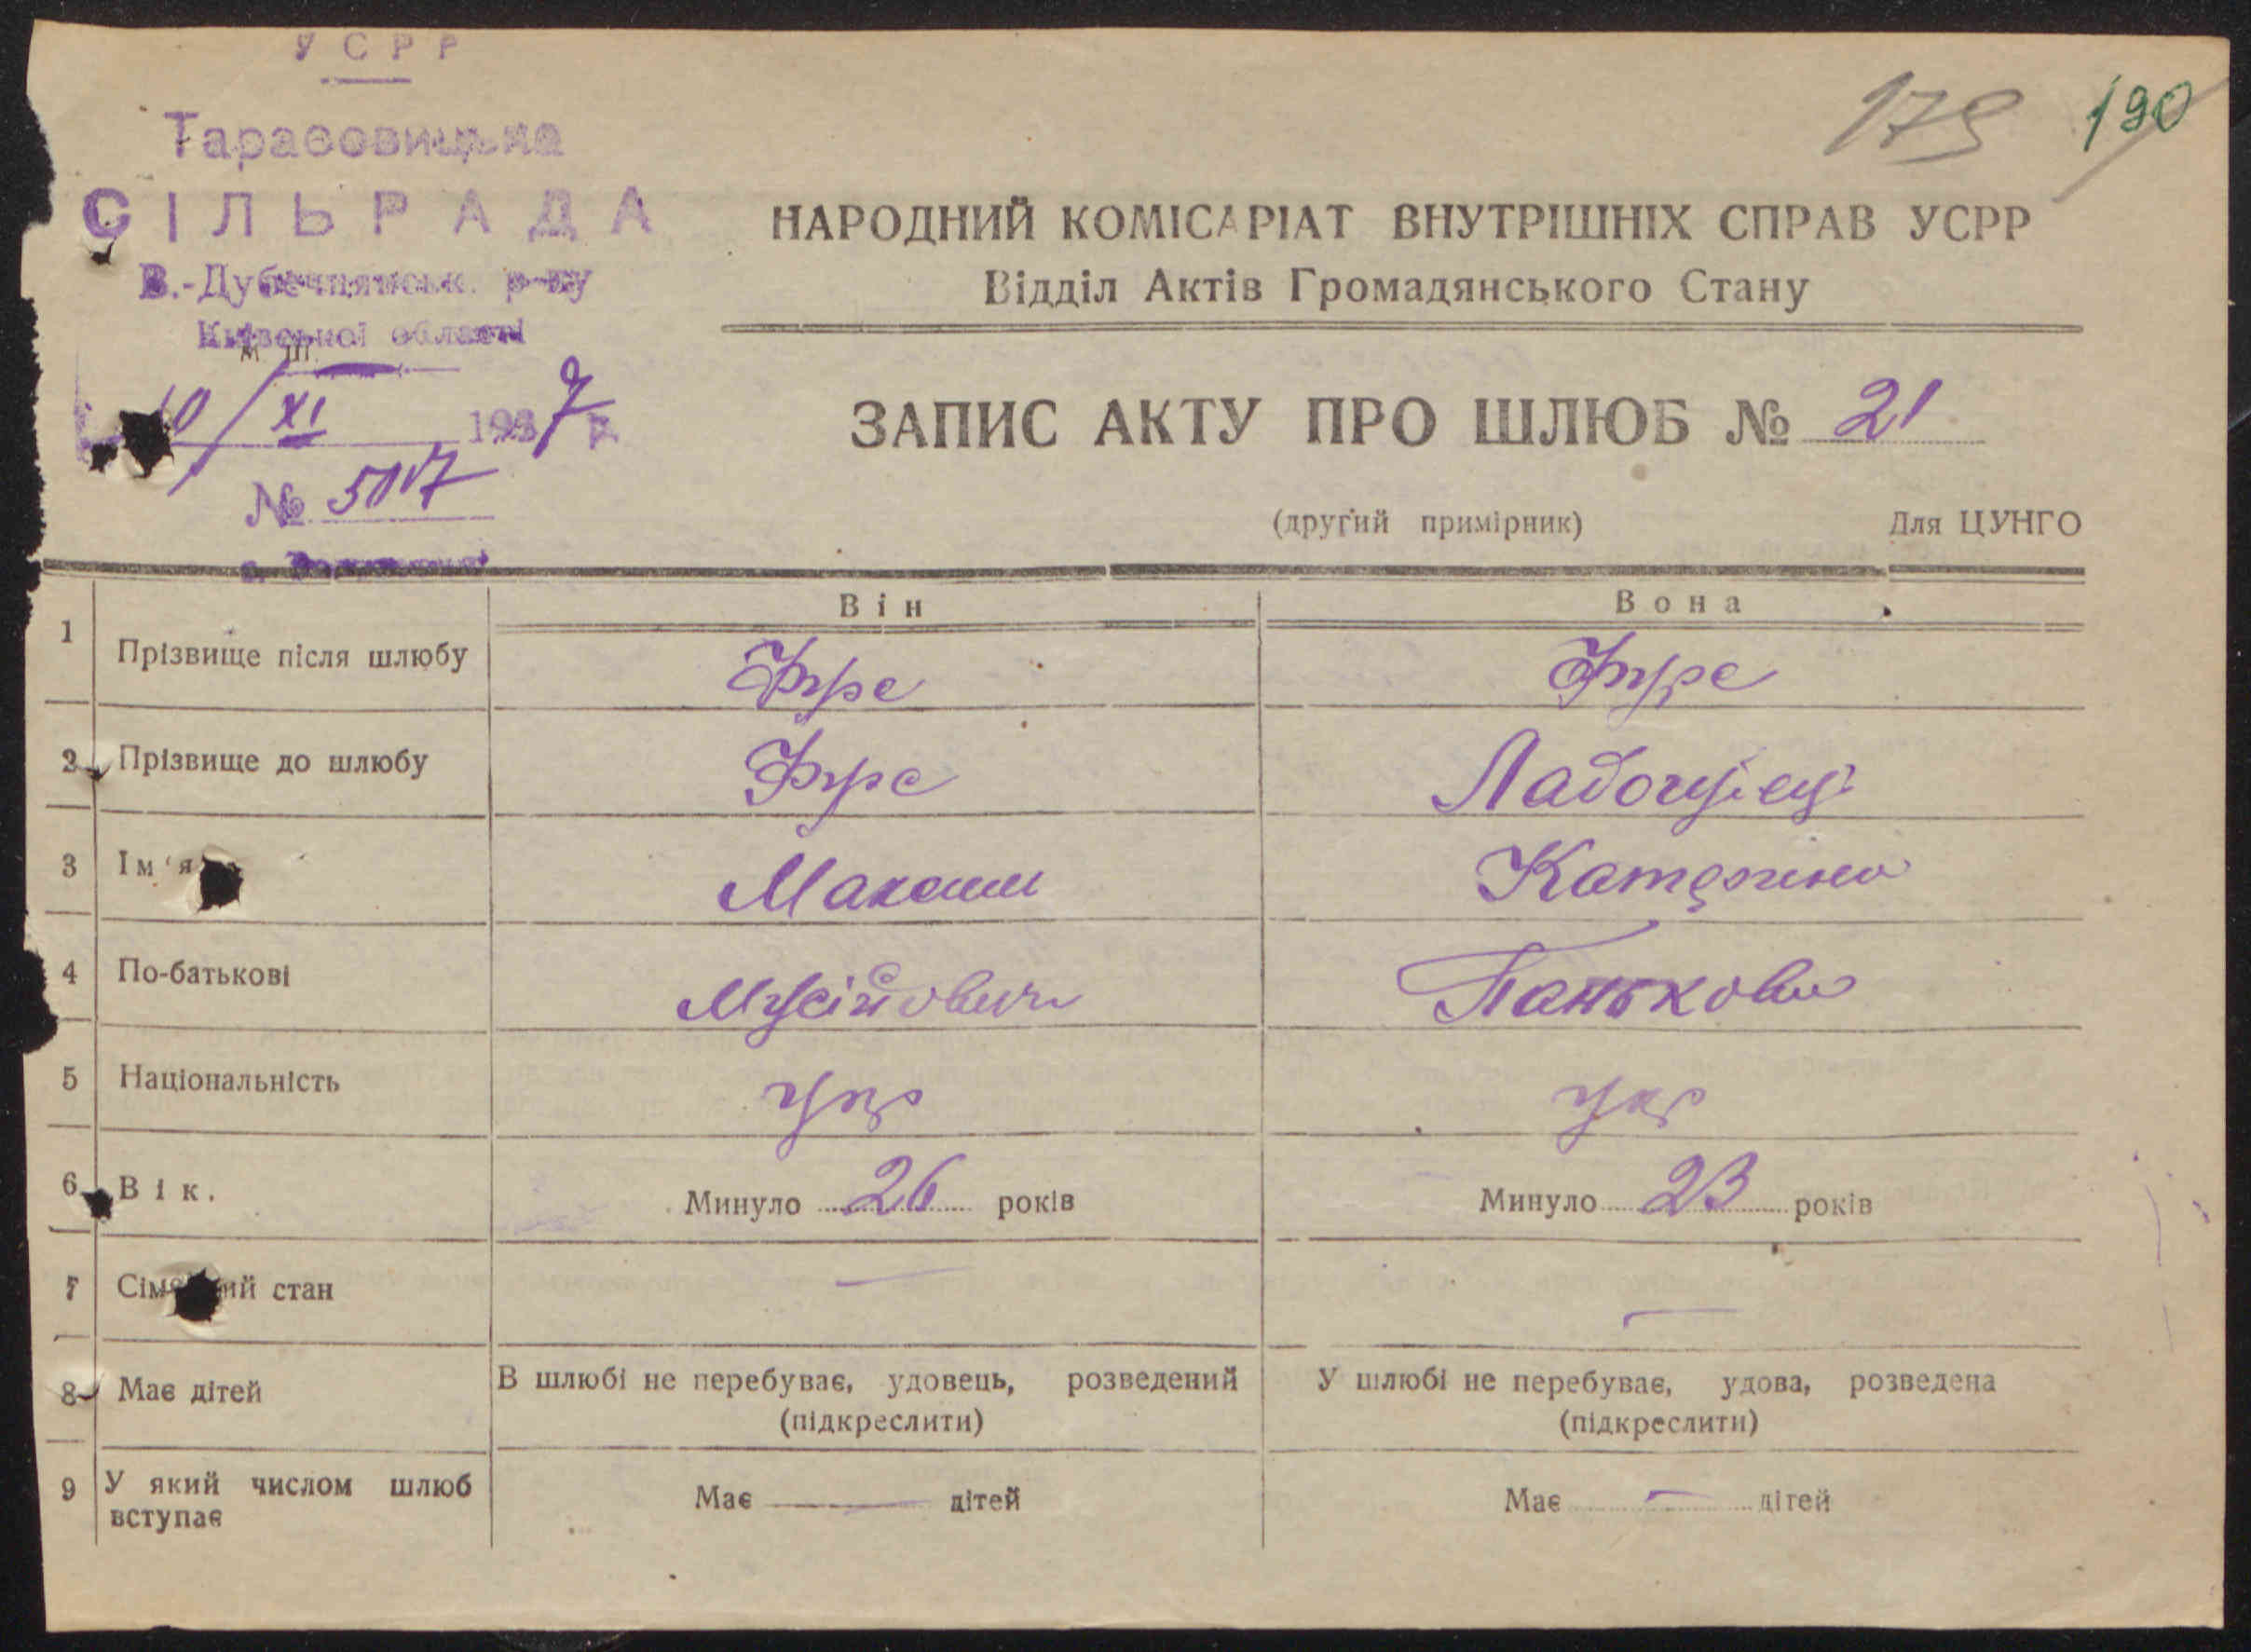 УСРР
Тарасовицька
СІЛЬРАДА
В.-Дубечнянськ. р-ну
Київської області
М. П.
10/XI 1937 р.
№ 507
179 190
НАРОДНИЙ КОМІСАРІАТ ВНУТРІШНІХ СПРАВ УСРР
Відділ Актів Громадянського Стану
ЗАПИС АКТУ ПРО ШЛЮБ № 21
(другий примірник) Для ЦУНГО
Він Вона
1 Прізвище після шлюбу Фурс Фурс
2 Прізвище до шлюбу Фурс
3 Ім'я Максим Катерина
4 По-батькові Мусійович Панькова
5 Національність укр укр
6 Вік. Минуло 26 років Минуло 23 років
7 Сім ий стан — —
8 Має дітей В шлюбі не перебуває, удовець, розведений У шлюбі не перебуває, удова, розведена
(підкреслити) (підкреслити)
9 У який числом шлюб
вступає Має — дітей Має — дітей